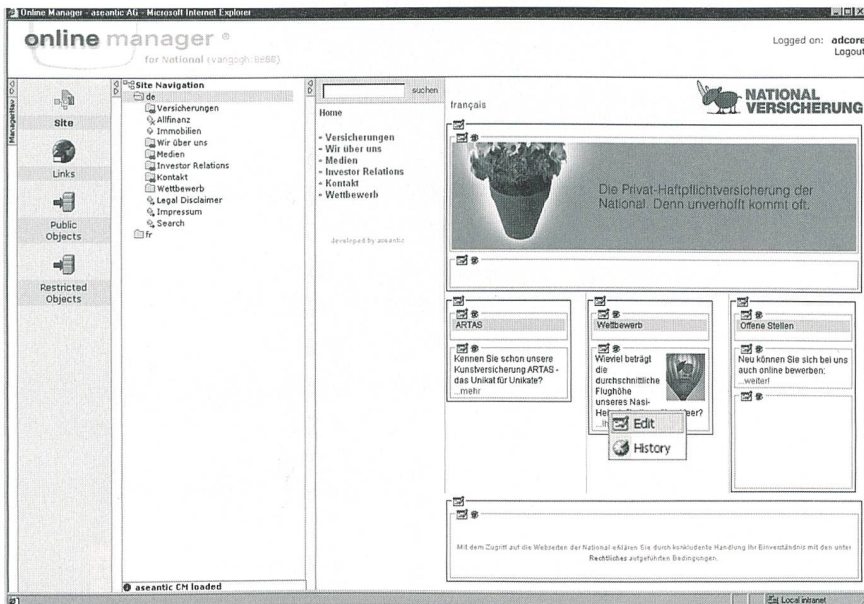 Online Manager - aseantic AG - Microsoft Internet Explorer
online manager ®
for National (vangogh:8080)
Logged on: adcore
Logout
ManagerNav
Site
Links
Public
Objects
Restricted
Objects
Site Navigation
de
Versicherungen
Allfinanz
Immobilien
Wir über uns
Medien
Investor Relations
Kontakt
Wettbewerb
Legal Disclaimer
Impressum
Search
fr
aseantic CM loaded
suchen
Home
Versicherungen
Wir über uns
Medien
Investor Relations
Kontakt
Wettbewerb
developed by aseantic
français
NATIONAL
VERSICHERUNG
Die Privat-Haftpflichtversicherung der
National. Denn unverhofft kommt oft.
ARTAS
Kennen Sie schon unsere
Kunstversicherung ARTAS -
das Unikat für Unikate?
...mehr
Wettbewerb
Wieviel beträgt
die
durchschnittliche
Flughöhe
unseres Nasi-
Edit
History
Offene Stellen
Neu können Sie sich bei uns
auch online bewerben:
...weiter!
Mit dem Zugriff auf die Webseiten der National erklären Sie durch konkludente Handlung Ihr Einverständnis mit den unter
Rechtliches aufgeführten Bedingungen.
Local intranet